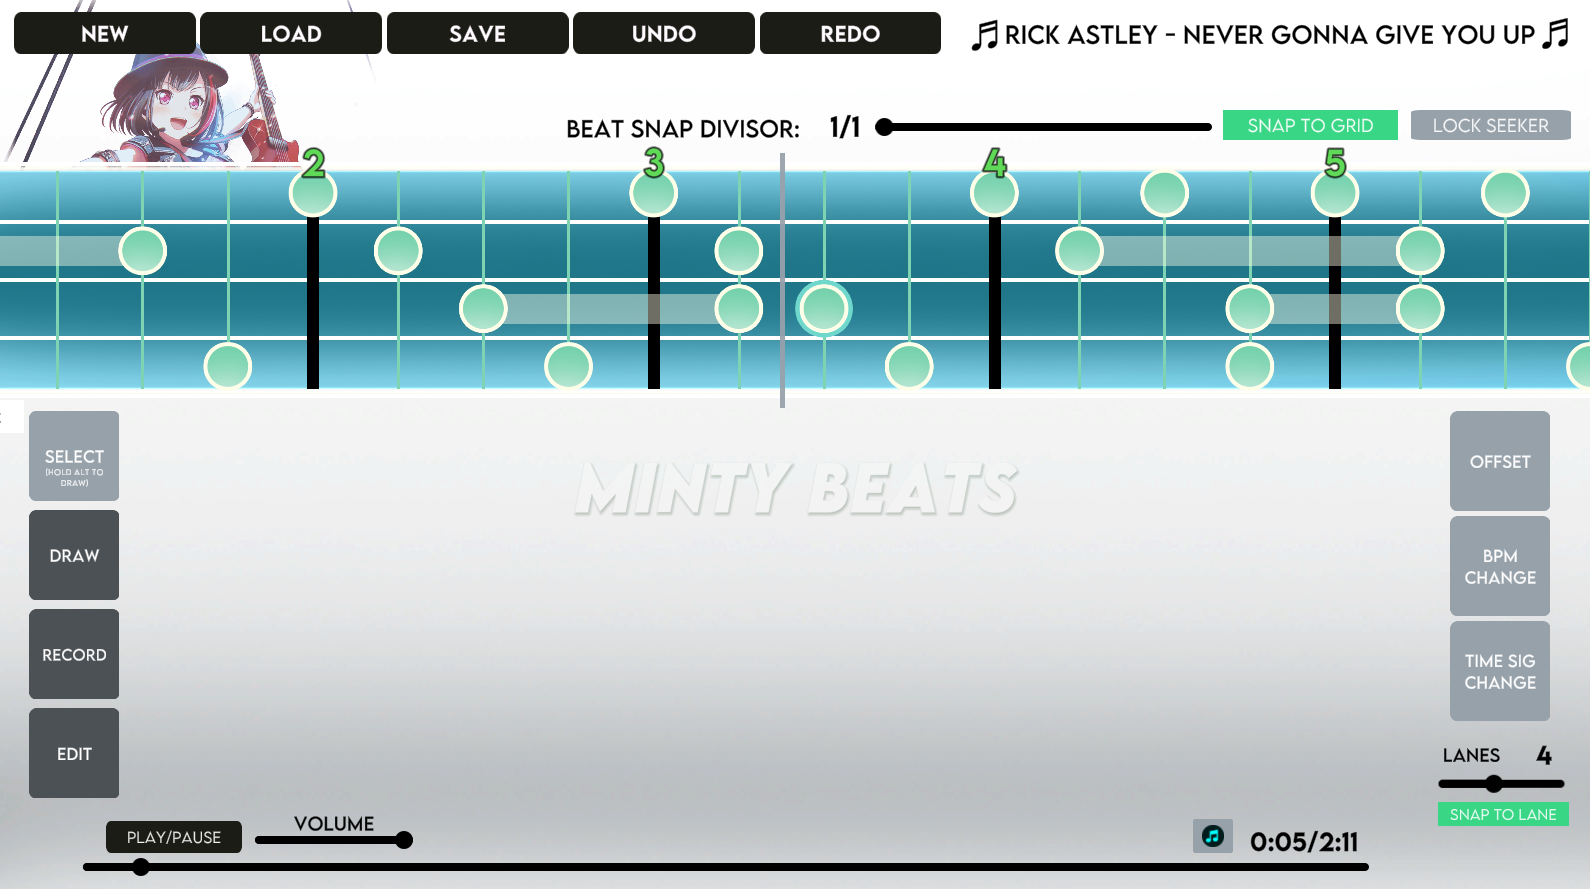 NEW
LOAD
SAVE
UNDO
REDO
RICK ASTLEY - NEVER GONNA GIVE YOU UP
BEAT SNAP DIVISOR:
1/1
SNAP TO GRID
LOCK SEEKER
2
3
4
5
SELECT
(HOLD ALT TO
DRAW)
DRAW
RECORD
EDIT
MINTY BEATS
OFFSET
BPM
CHANGE
TIME SIG
CHANGE
LANES
4
SNAP TO LANE
PLAY/PAUSE
VOLUME
0:05/2:11